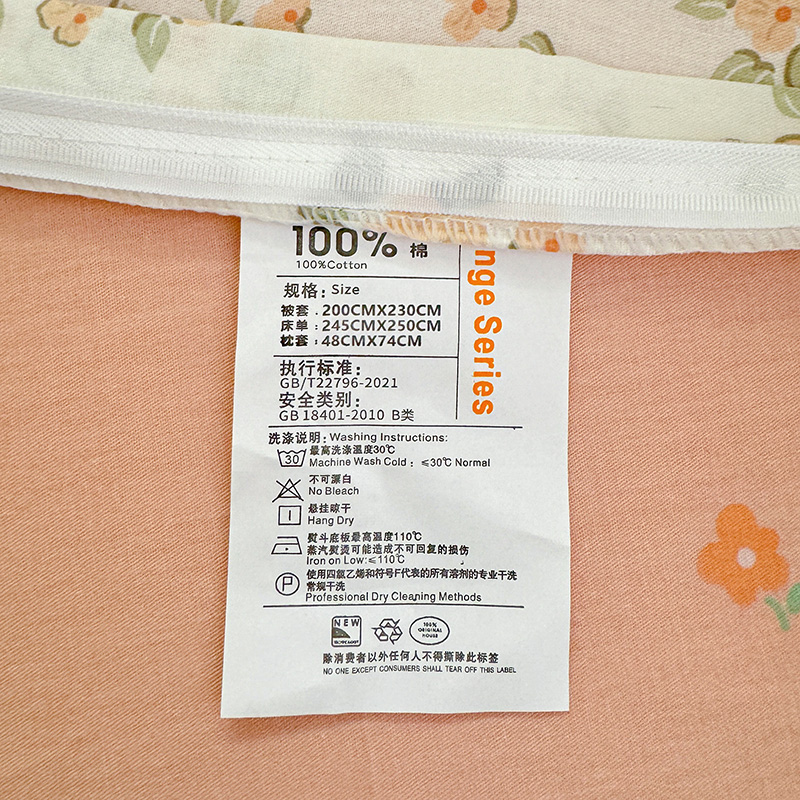 100% 棉
100%Cotton
nge Series
规格: Size
被套 . 200CMX230CM
床单 : 245CMX250CM
枕套 : 48CMX74CM
执行标准:
GB/T22796-2021
安全类别:
GB 18401-2010 B类
洗涤说明: Washing Instructions:
30 最高洗涤温度30℃
Machine Wash Cold : ≤30℃ Normal
不可漂白
No Bleach
悬挂晾干
Hang Dry
熨斗底板最高温度110℃
蒸汽熨烫可能造成不可回复的损伤
Iron on Low:≤110℃
P 使用四氯乙烯和符号F代表的所有溶剂的专业干洗
常规干洗
Professional Dry Cleaning Methods
NEW
100%
ORIGINAL
HOUSE
除消费者以外任何人不得撕除此标签
NO ONE EXCEPT CONSUMERS SHALL TEAR OFF THIS LABEL